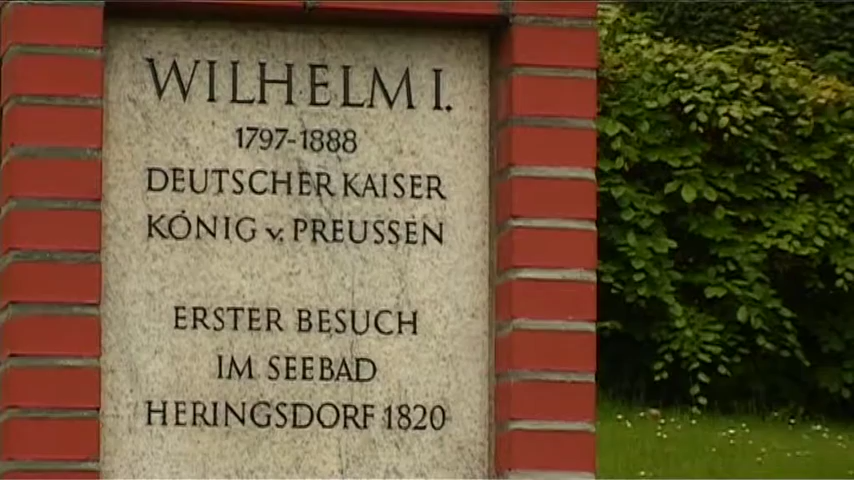 WILHELM I.
1797-1888
DEUTSCHER KAISER
KÖNIG v. PREUSSEN
ERSTER BESUCH
IM SEEBAD
HERINGSDORF 1820